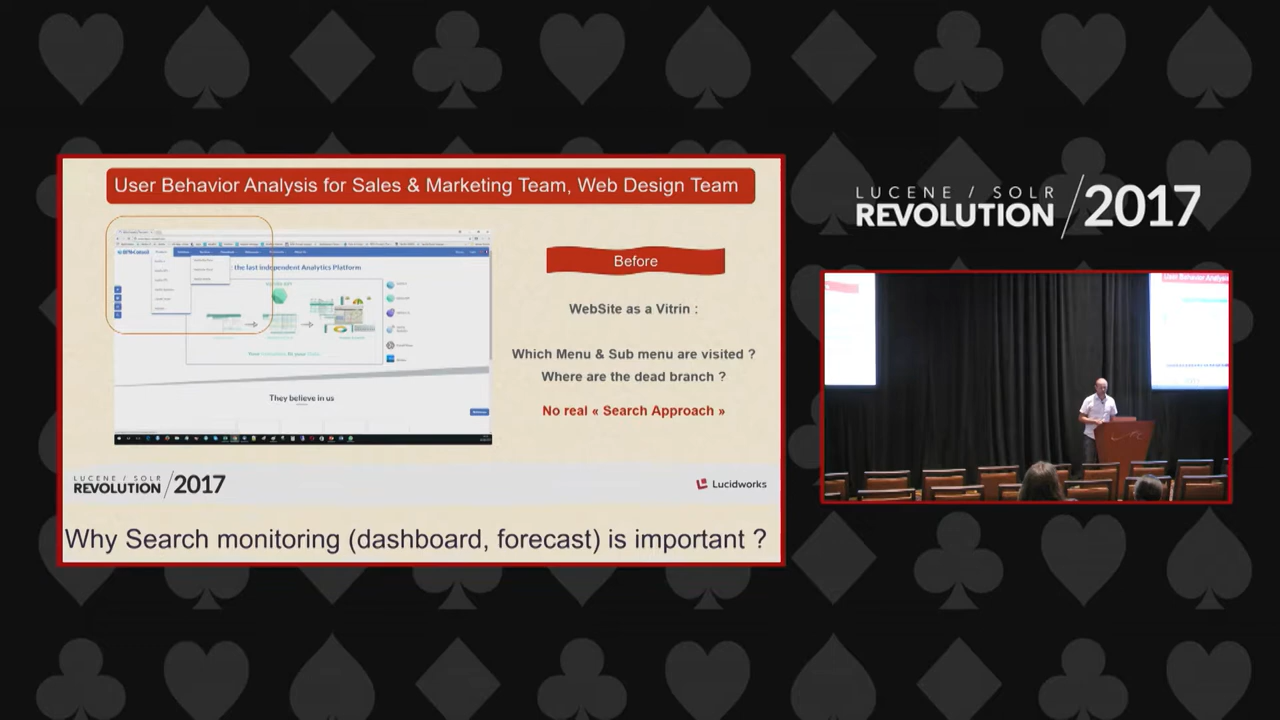 User Behavior Analysis for Sales & Marketing Team, Web Design Team
the last independent Analytics Platform
They believe in us
Before
WebSite as a Vitrin :
Which Menu & Sub menu are visited ?
Where are the dead branch ?
No real « Search Approach »
LUCENE / SOLR
REVOLUTION / 2017
Lucidworks
Why Search monitoring (dashboard, forecast) is important ?
LUCENE / SOLR
REVOLUTION / 2017